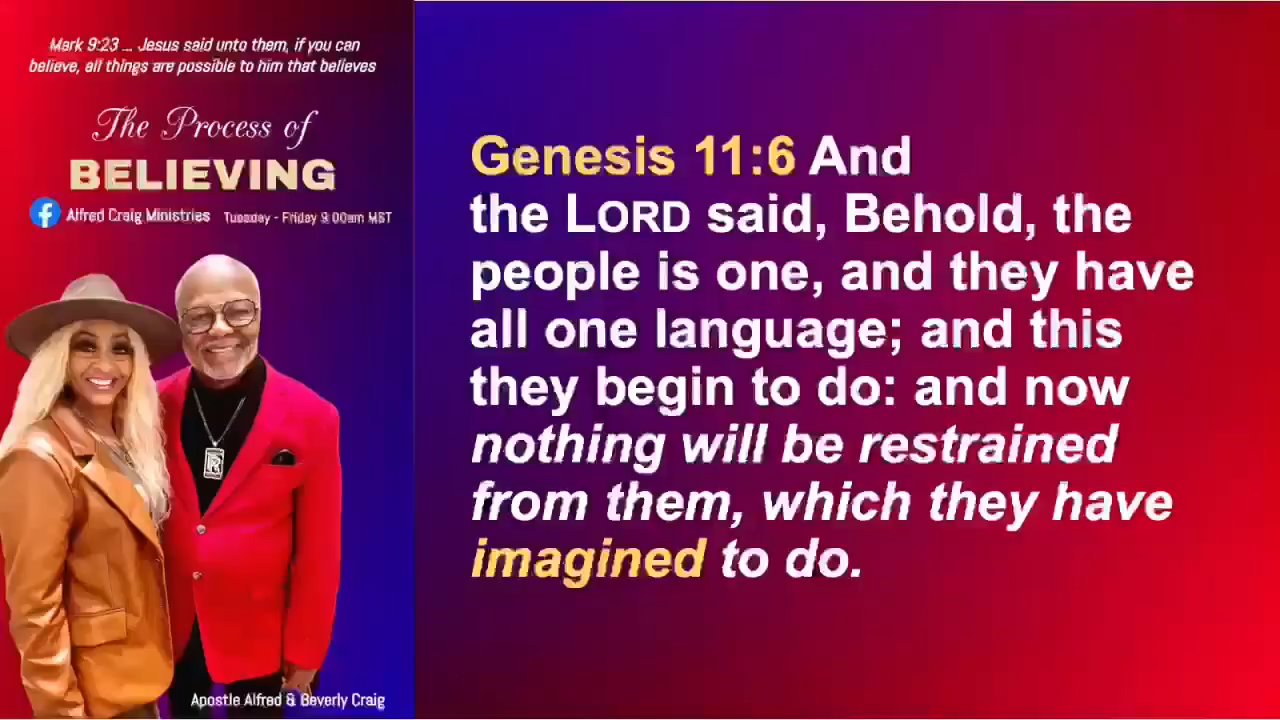 Mark 9:23 ... Jesus said unto them, if you can
believe, all things are possible to him that believes
The Process of
BELIEVING
Alfred Craig Ministries Tuesday - Friday 9:00am MST
Apostle Alfred & Beverly Craig
Genesis 11:6 And
the LORD said, Behold, the
people is one, and they have
all one language; and this
they begin to do: and now
nothing will be restrained
from them, which they have
imagined to do.